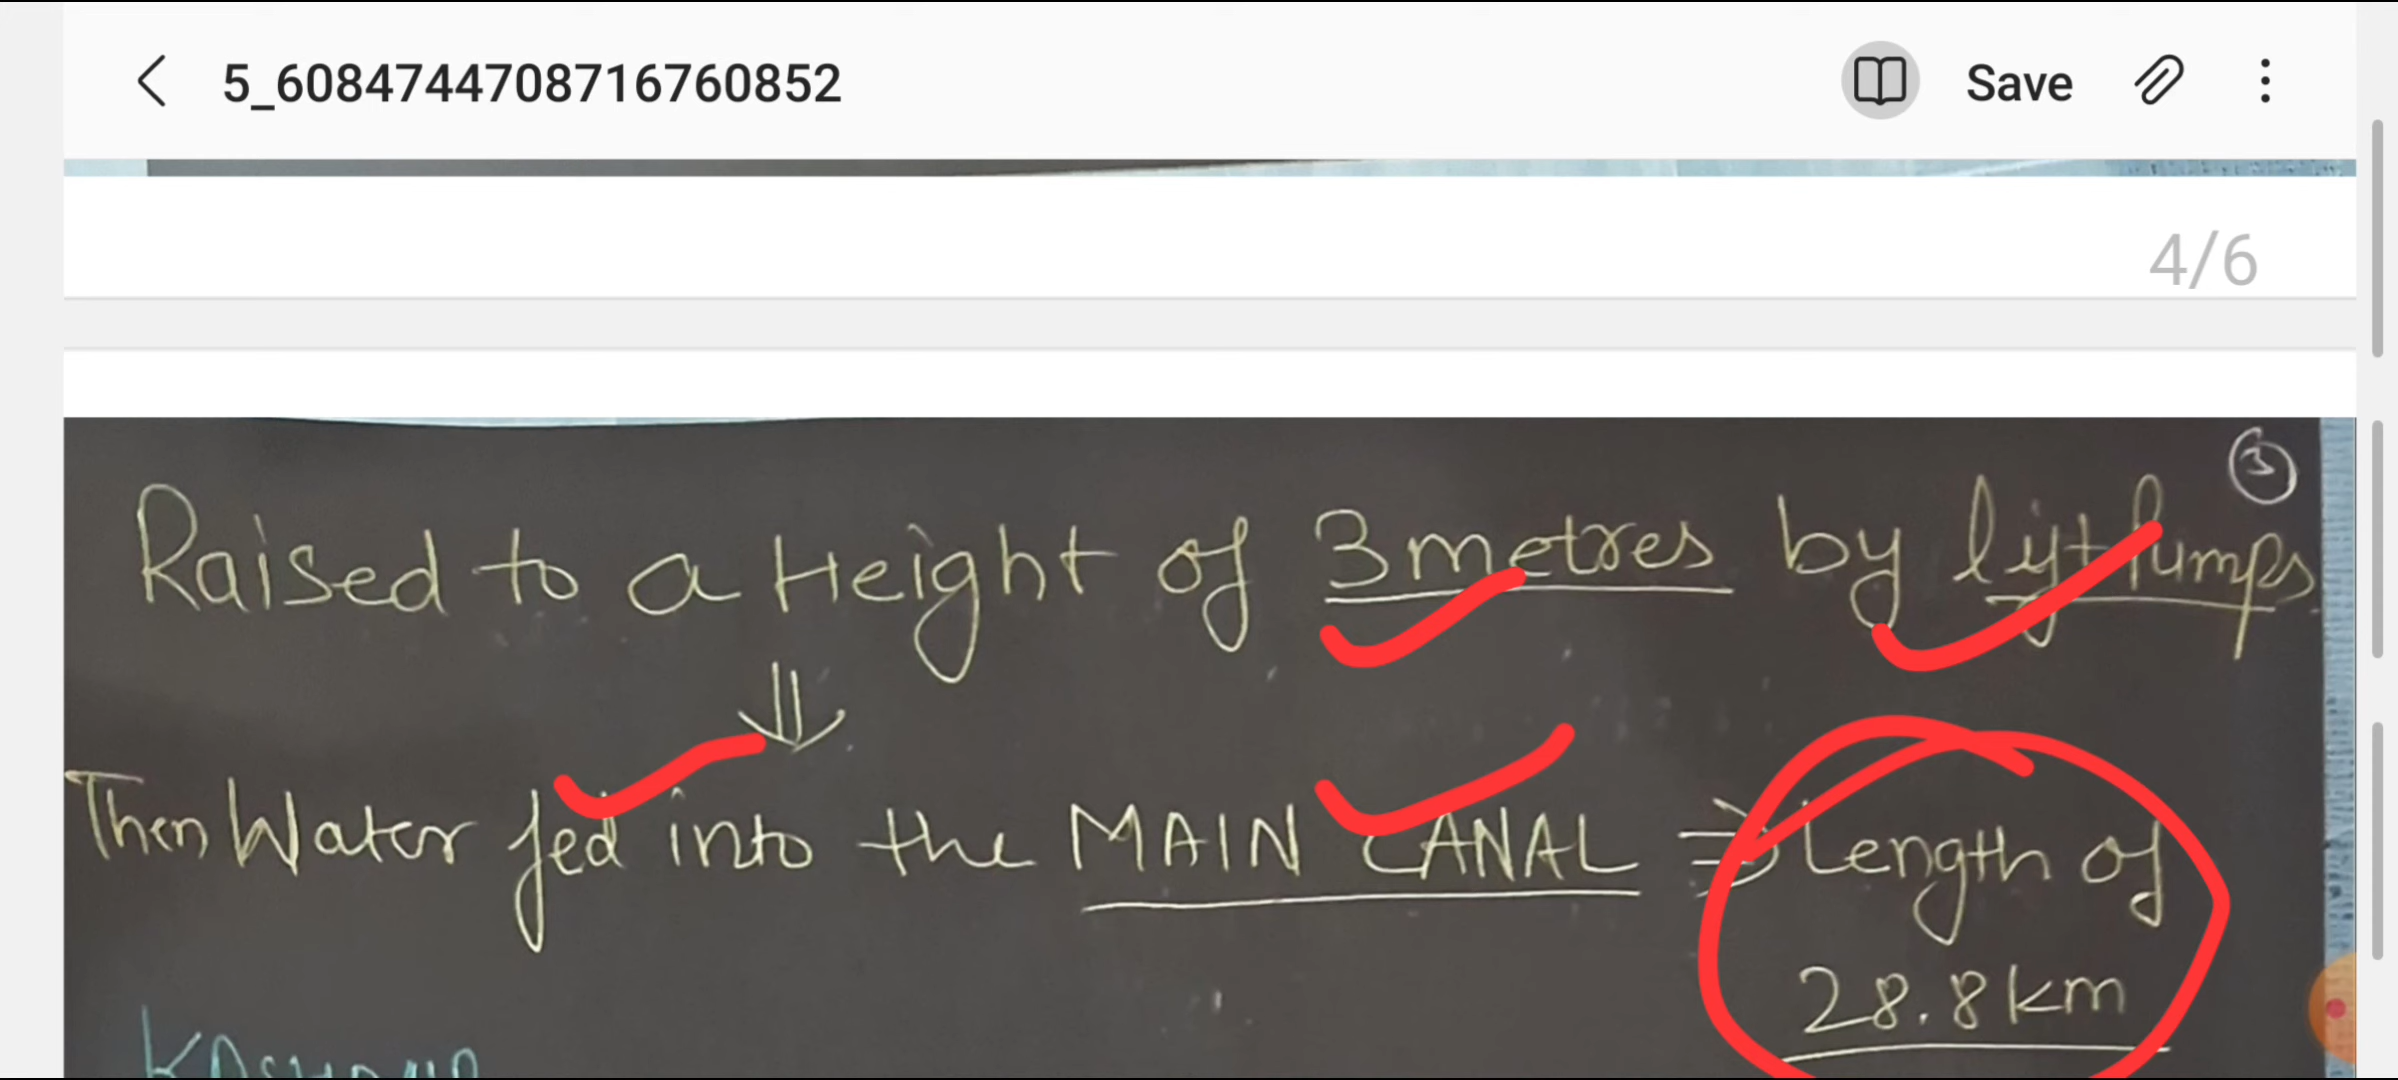 5_6084744708716760852 Save
4/6
3
Raised to a Height of 3 metres by lift Pumps.
Then Water fed into the MAIN CANAL ⇒ Length of
28.8 km